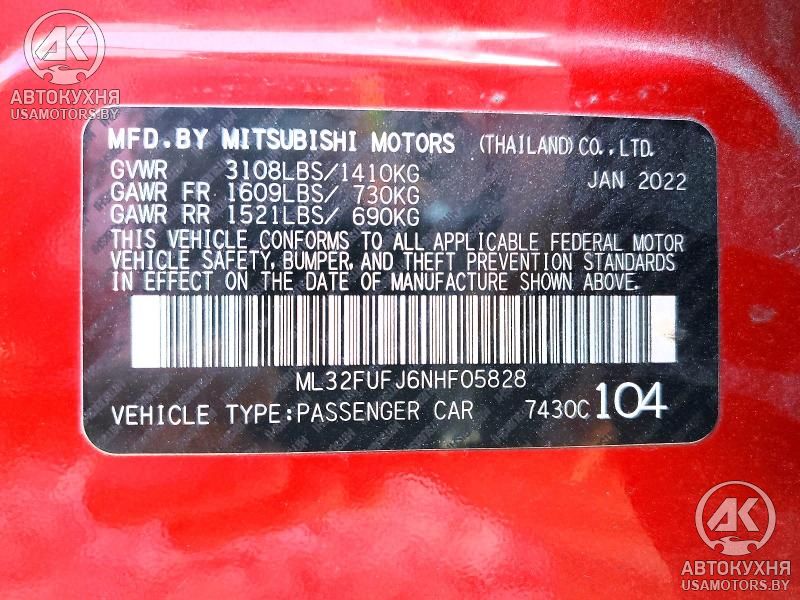 AK
АВТОКУХНЯ
USAMOTORS.BY
MFD.BY MITSUBISHI MOTORS (THAILAND)CO.,LTD.
GVWR 3108LBS/1410KG JAN 2022
GAWR FR 1609LBS/ 730KG
GAWR RR 1521LBS/ 690KG
THIS VEHICLE CONFORMS TO ALL APPLICABLE FEDERAL MOTOR
VEHICLE SAFETY, BUMPER, AND THEFT PREVENTION STANDARDS
IN EFFECT ON THE DATE OF MANUFACTURE SHOWN ABOVE.
ML32FUFJ6NHF05828
VEHICLE TYPE:PASSENGER CAR 7430C 104
AK
АВТОКУХНЯ
USAMOTORS.BY